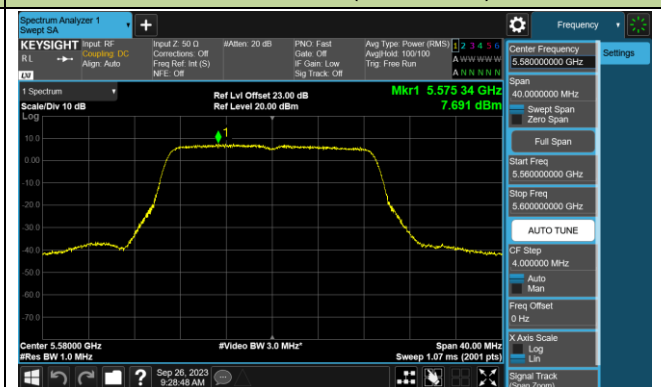 Spectrum Analyzer 1
Swept SA
+
Frequency
KEYSIGHT
RL
LXI
Input: RF
Coupling: DC
Align: Auto
Input Z: 50 Ω
Corrections: Off
Freq Ref: Int (S)
NFE: Off
#Atten: 20 dB
PNO: Fast
Gate: Off
IF Gain: Low
Sig Track: Off
Avg Type: Power (RMS)
Avg|Hold: 100/100
Trig: Free Run
1 2 3 4 5 6
A W W W W W
A N N N N N
1 Spectrum
Scale/Div 10 dB
Log
Ref Lvl Offset 23.00 dB
Ref Level 20.00 dBm
Mkr1 5.575 34 GHz
7.691 dBm
1
10.0
0.00
-10.0
-20.0
-30.0
-40.0
-50.0
-60.0
-70.0
Center 5.58000 GHz
#Res BW 1.0 MHz
#Video BW 3.0 MHz*
Span 40.00 MHz
Sweep 1.07 ms (2001 pts)
Center Frequency
5.580000000 GHz
Span
40.0000000 MHz
Swept Span
Zero Span
Full Span
Start Freq
5.560000000 GHz
Stop Freq
5.600000000 GHz
AUTO TUNE
CF Step
4.000000 MHz
Auto
Man
Freq Offset
0 Hz
X Axis Scale
Log
Lin
Signal Track
(Span Zoom)
Settings
?
Sep 26, 2023
9:28:48 AM